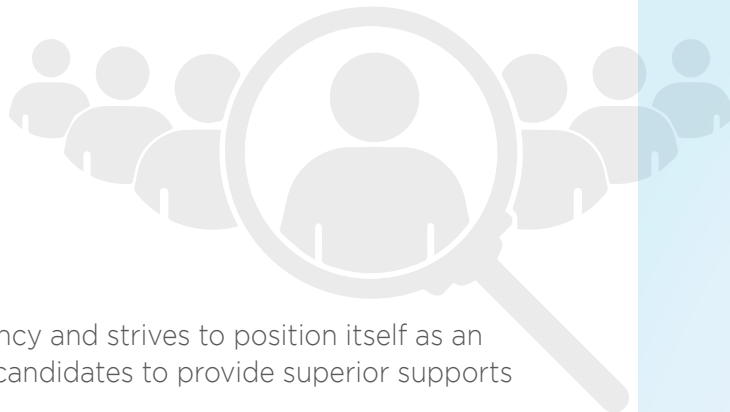 ncy and strives to position itself as an
candidates to provide superior supports